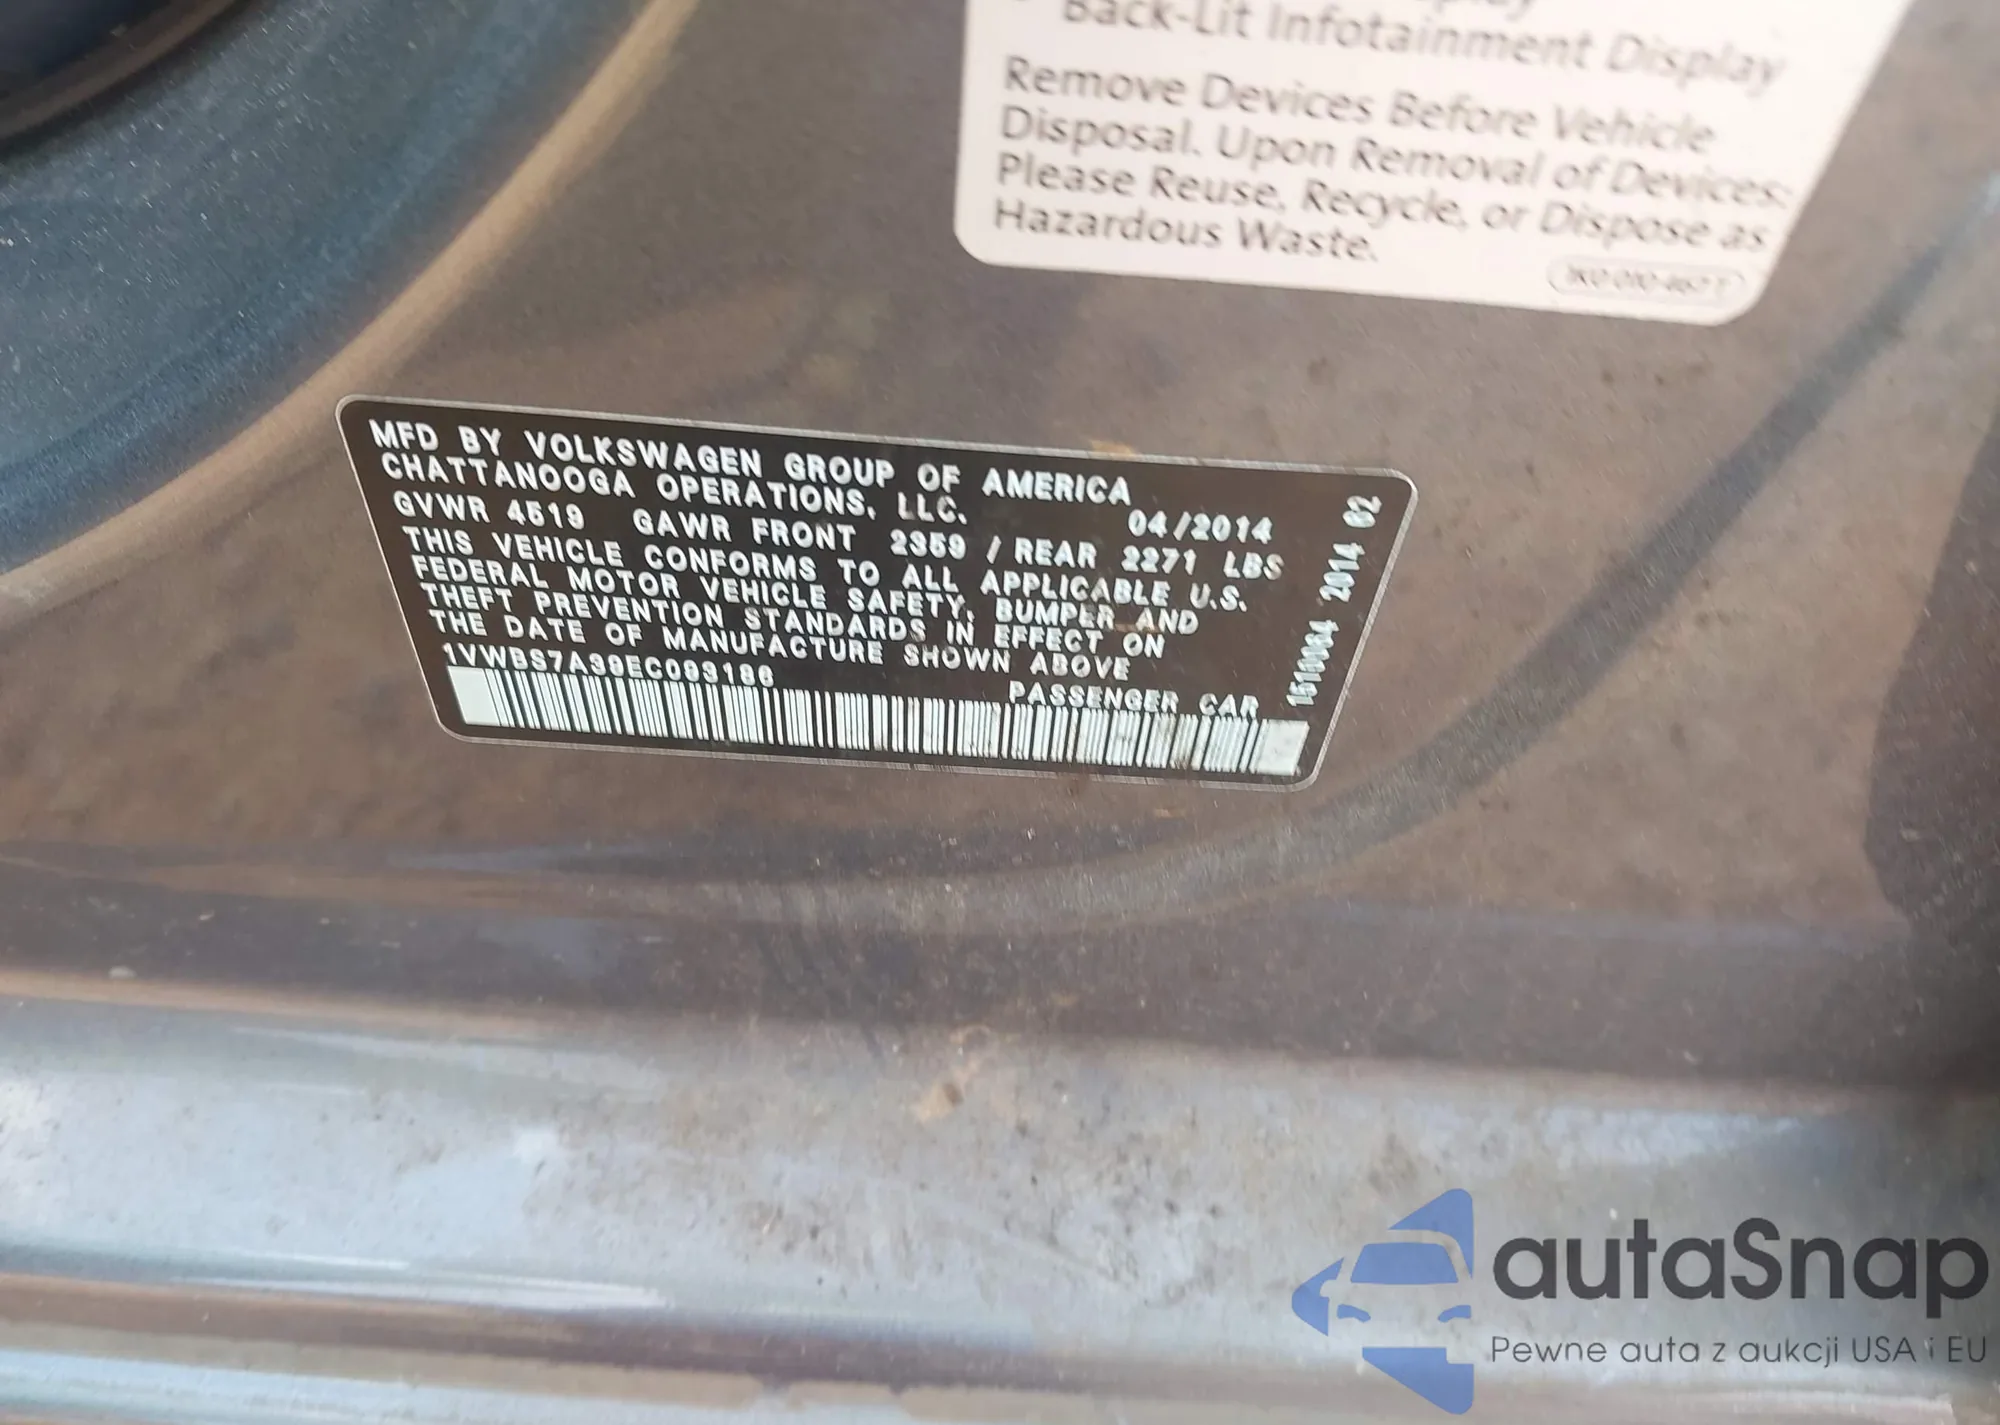 Back-Lit Infotainment Display
Remove Devices Before Vehicle
Disposal. Upon Removal of Devices:
Please Reuse, Recycle, or Dispose as
Hazardous Waste.
MFD BY VOLKSWAGEN GROUP OF AMERICA
CHATTANOOGA OPERATIONS, LLC.
04/2014
GVWR 4519 GAWR FRONT 2359 / REAR 2271 LBS
THIS VEHICLE CONFORMS TO ALL APPLICABLE U.S.
FEDERAL MOTOR VEHICLE SAFETY, BUMPER AND
THEFT PREVENTION STANDARDS IN EFFECT ON
THE DATE OF MANUFACTURE SHOWN ABOVE
PASSENGER CAR
2014 62
autaSnap
Pewne auta z aukcji USA i EU